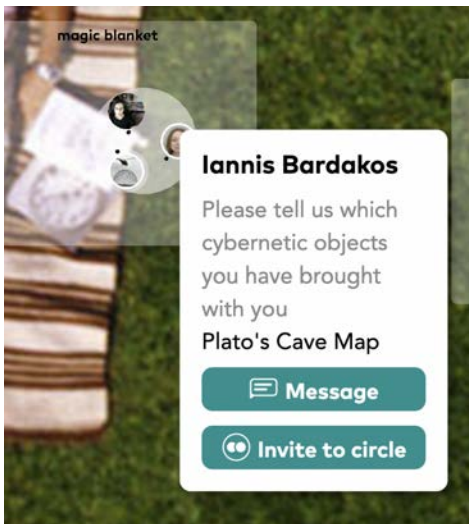 magic blanket
Iannis Bardakos
Please tell us which
cybernetic objects
you have brought
with you
Plato's Cave Map
Message
Invite to circle